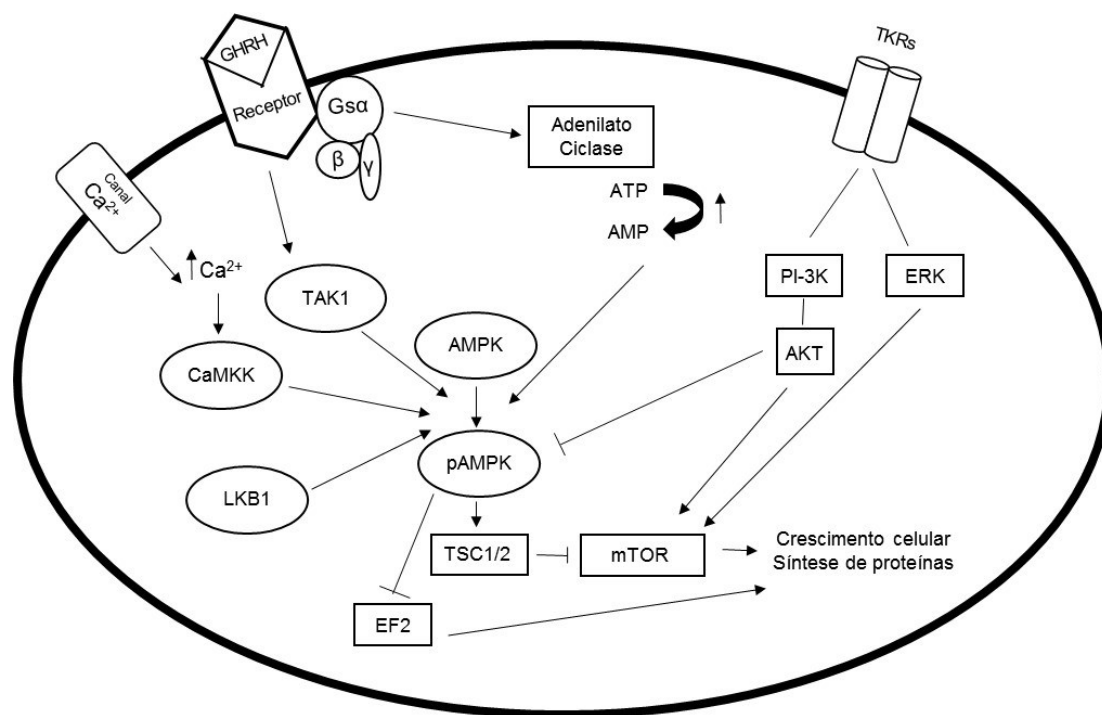 GHRH
Receptor
Gsα
β
γ
TKRs
Adenilato
Ciclase
Canal
Ca²⁺
ATP
AMP
↑Ca²⁺
TAK1
PI-3K
ERK
AMPK
AKT
CaMKK
pAMPK
LKB1
TSC1/2
mTOR
Crescimento celular
Síntese de proteínas
EF2